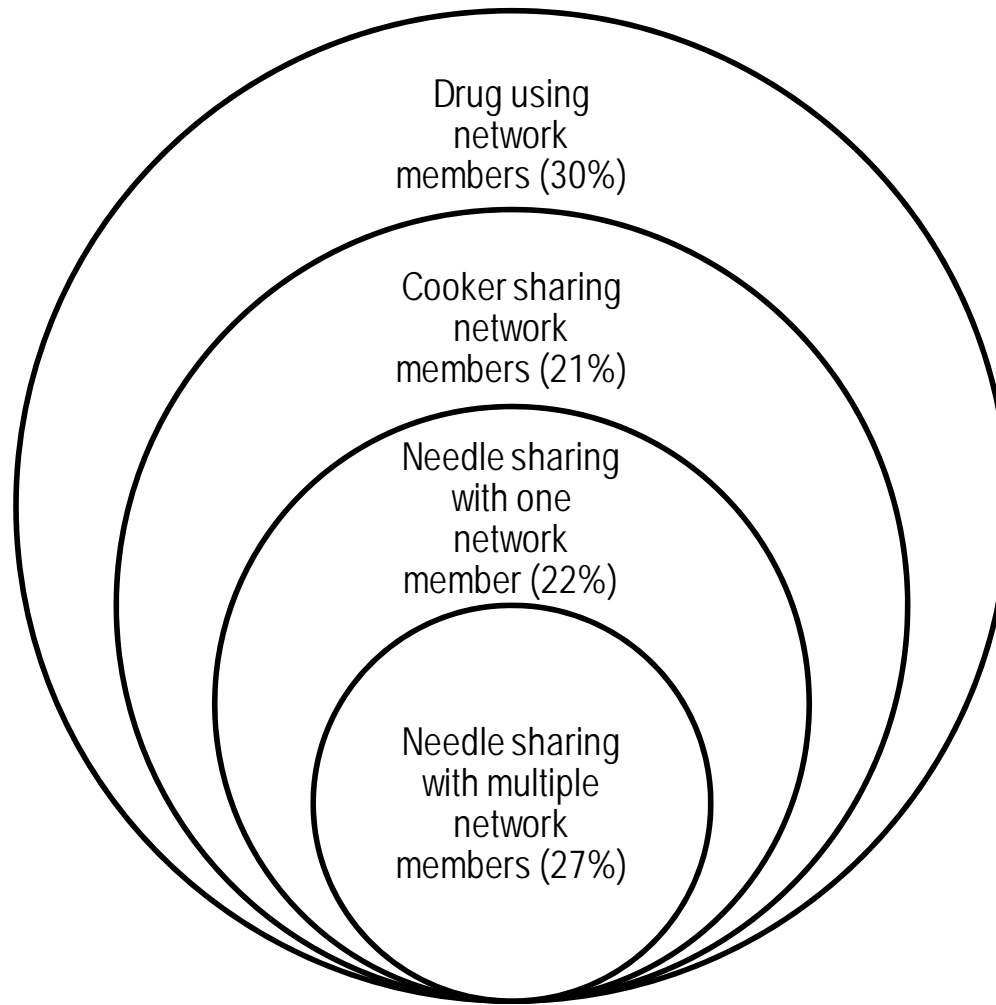 Drug using
network
members (30%)
Cooker sharing
network
members (21%)
Needle sharing
with one
network
member (22%)
Needle sharing
with multiple
network
members (27%)